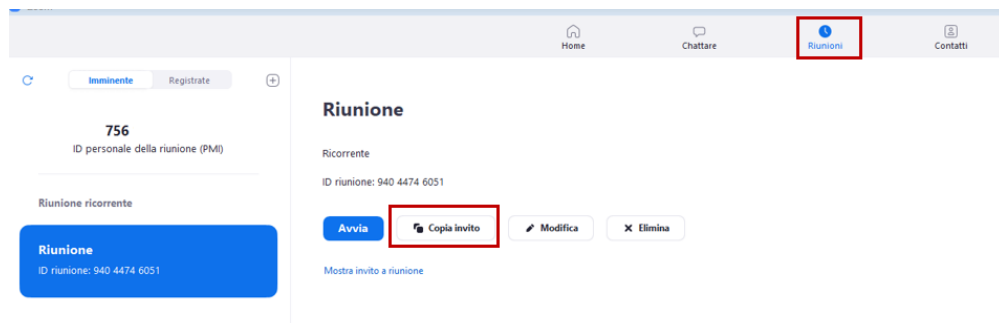 Home
Chattare
Riunioni
Contatti
Imminente
Registrate
756
ID personale della riunione (PMI)
Riunione ricorrente
Riunione
ID riunione: 940 4474 6051
Riunione
Ricorrente
ID riunione: 940 4474 6051
Avvia
Copia invito
Modifica
Elimina
Mostra invito a riunione